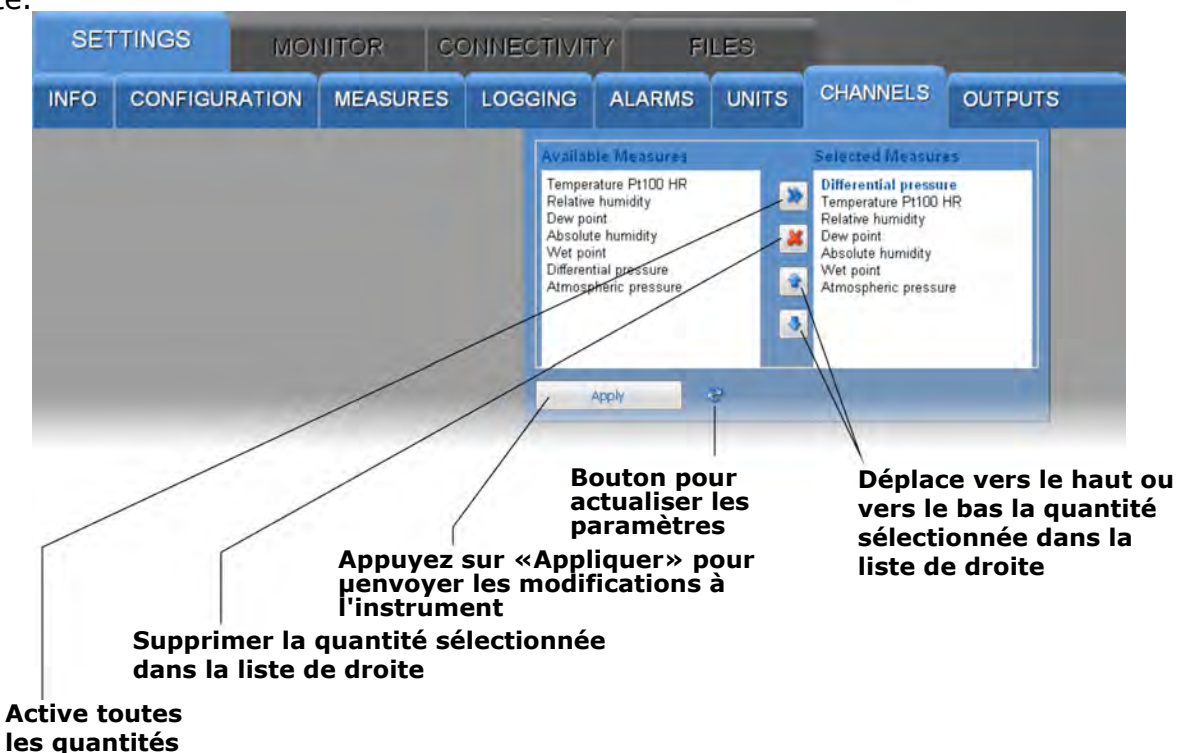 té.
SETTINGS MONITOR CONNECTIVITY FILES
INFO CONFIGURATION MEASURES LOGGING ALARMS UNITS CHANNELS OUTPUTS
Available Measures
Temperature Pt100 HR
Relative humidity
Dew point
Absolute humidity
Wet point
Differential pressure
Atmospheric pressure
Selected Measures
Differential pressure
Temperature Pt100 HR
Relative humidity
Dew point
Absolute humidity
Wet point
Atmospheric pressure
Apply
Bouton pour
actualiser les
paramètres
Déplace vers le haut ou
vers le bas la quantité
sélectionnée dans la
liste de droite
Appuyez sur «Appliquer» pour
µenvoyer les modifications à
l'instrument
Supprimer la quantité sélectionnée
dans la liste de droite
Active toutes
les quantités